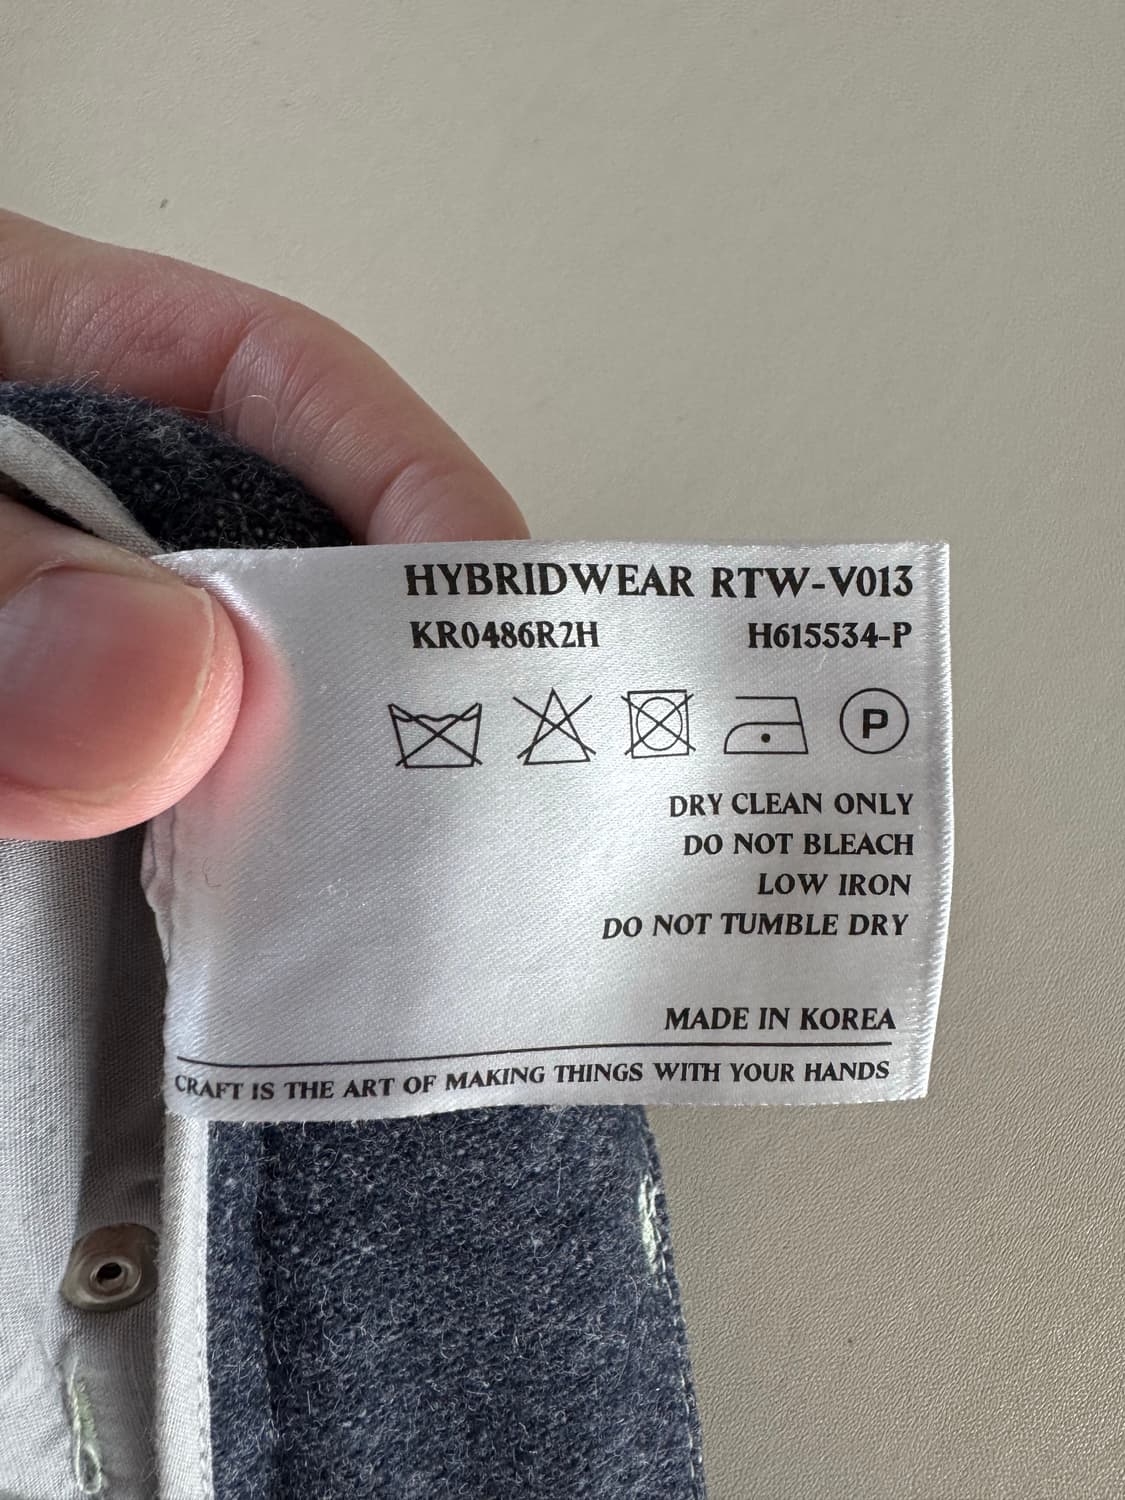 HYBRIDWEAR RTW-V013
KR0486R2H H615534-P
P
DRY CLEAN ONLY
DO NOT BLEACH
LOW IRON
DO NOT TUMBLE DRY
MADE IN KOREA
CRAFT IS THE ART OF MAKING THINGS WITH YOUR HANDS